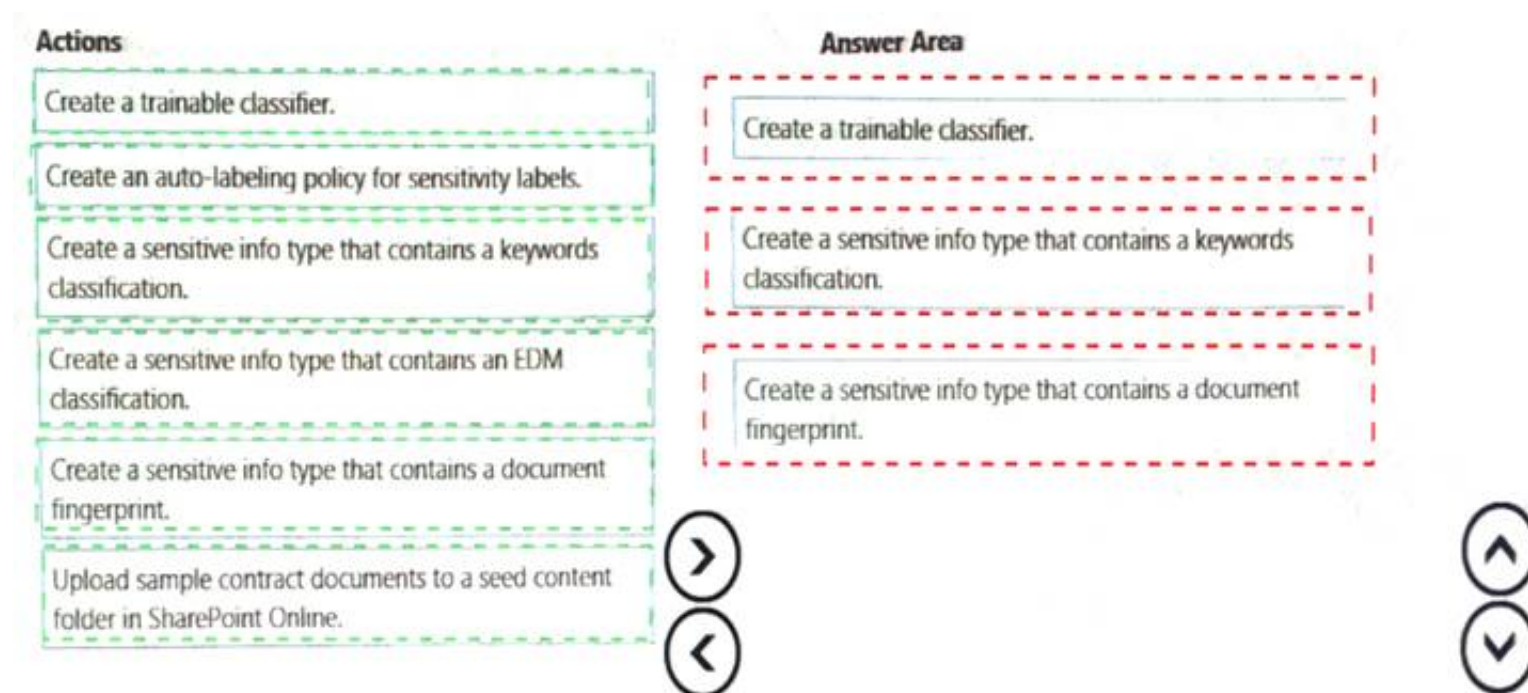 Actions
Create a trainable classifier.
Create an auto-labeling policy for sensitivity labels.
Create a sensitive info type that contains a keywords
classification.
Create a sensitive info type that contains an EDM
classification.
Create a sensitive info type that contains a document
fingerprint.
Upload sample contract documents to a seed content
folder in SharePoint Online.
Answer Area
Create a trainable classifier.
Create a sensitive info type that contains a keywords
classification.
Create a sensitive info type that contains a document
fingerprint.